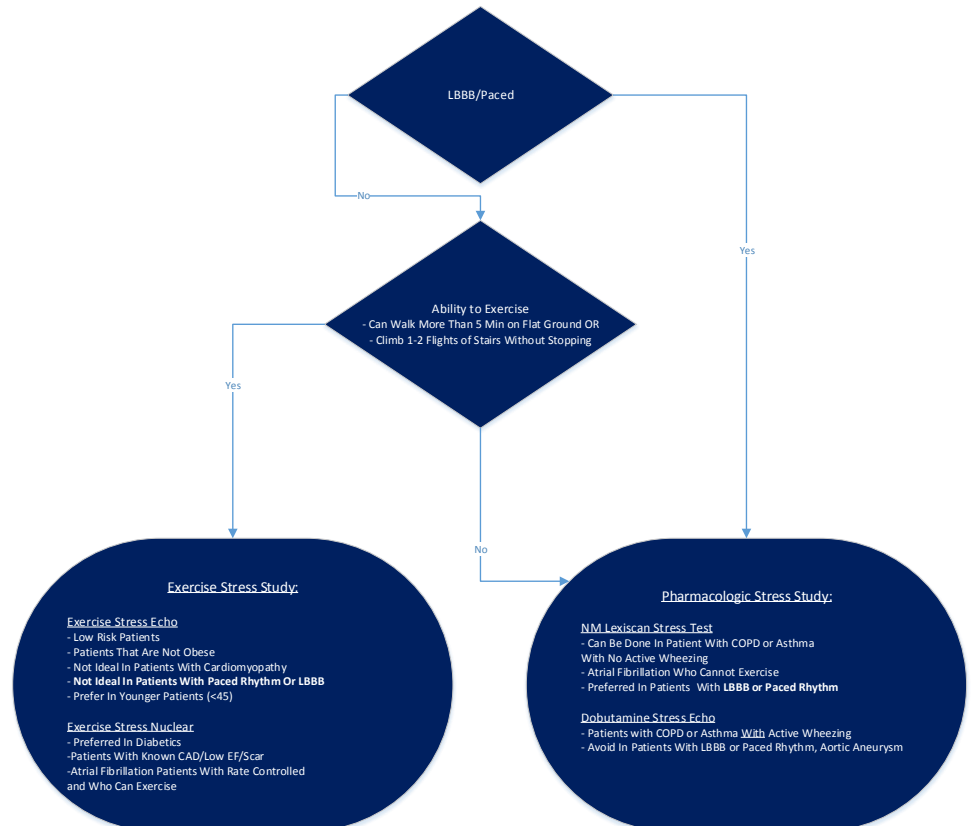 LBBB/Paced
No
Yes
Ability to Exercise
- Can Walk More Than 5 Min on Flat Ground OR
- Climb 1-2 Flights of Stairs Without Stopping
Yes
No
Exercise Stress Study:
Exercise Stress Echo
- Low Risk Patients
- Patients That Are Not Obese
- Not Ideal In Patients With Cardiomyopathy
- Not Ideal In Patients With Paced Rhythm Or LBBB
- Prefer In Younger Patients (<45)
Exercise Stress Nuclear
- Preferred In Diabetics
-Patients With Known CAD/Low EF/Scar
-Atrial Fibrillation Patients With Rate Controlled
and Who Can Exercise
Pharmacologic Stress Study:
NM Lexiscan Stress Test
- Can Be Done In Patient With COPD or Asthma
With No Active Wheezing
- Atrial Fibrillation Who Cannot Exercise
- Preferred In Patients With LBBB or Paced Rhythm
Dobutamine Stress Echo
- Patients with COPD or Asthma With Active Wheezing
- Avoid In Patients With LBBB or Paced Rhythm, Aortic Aneurysm